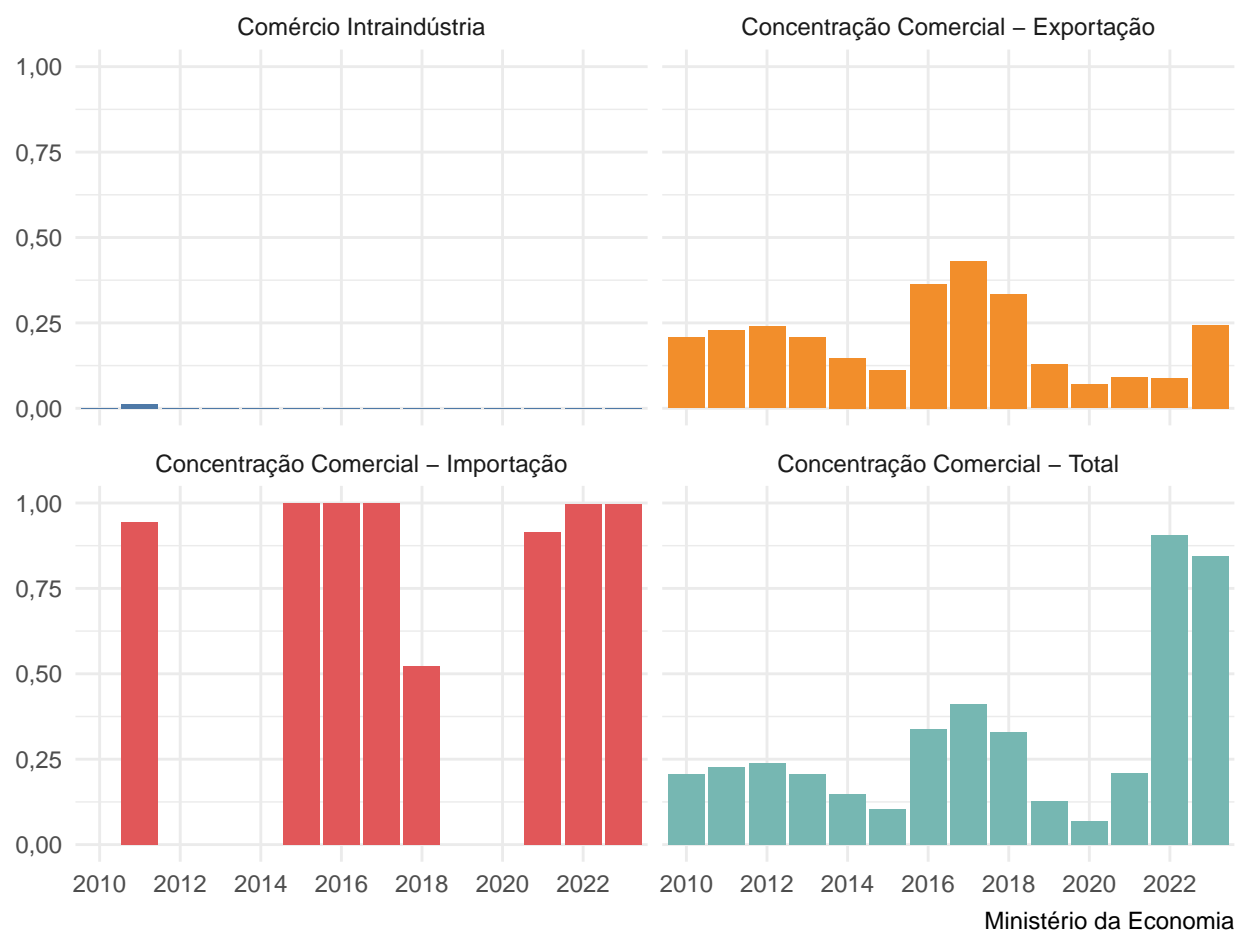 Comércio Intraindústria
Concentração Comercial – Exportação
1,00
0,75
0,50
0,25
0,00
Concentração Comercial – Importação
Concentração Comercial – Total
1,00
0,75
0,50
0,25
0,00
2010 2012 2014 2016 2018 2020 2022
2010 2012 2014 2016 2018 2020 2022
Ministério da Economia